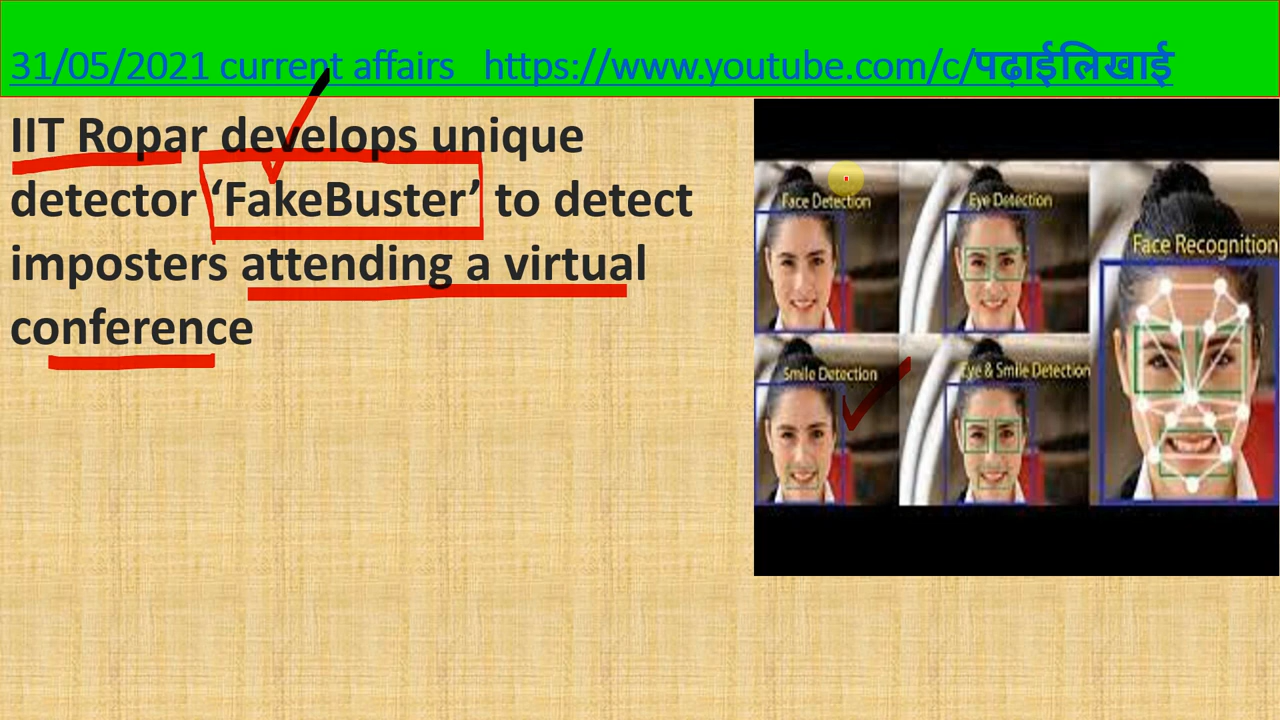 31/05/2021 current affairs https://www.youtube.com/c/पढ़ाईलिखाई
IIT Ropar develops unique
detector ‘FakeBuster’ to detect
imposters attending a virtual
conference
Face Detection
Eye Detection
Face Recognition
Smile Detection
Eye & Smile Detection